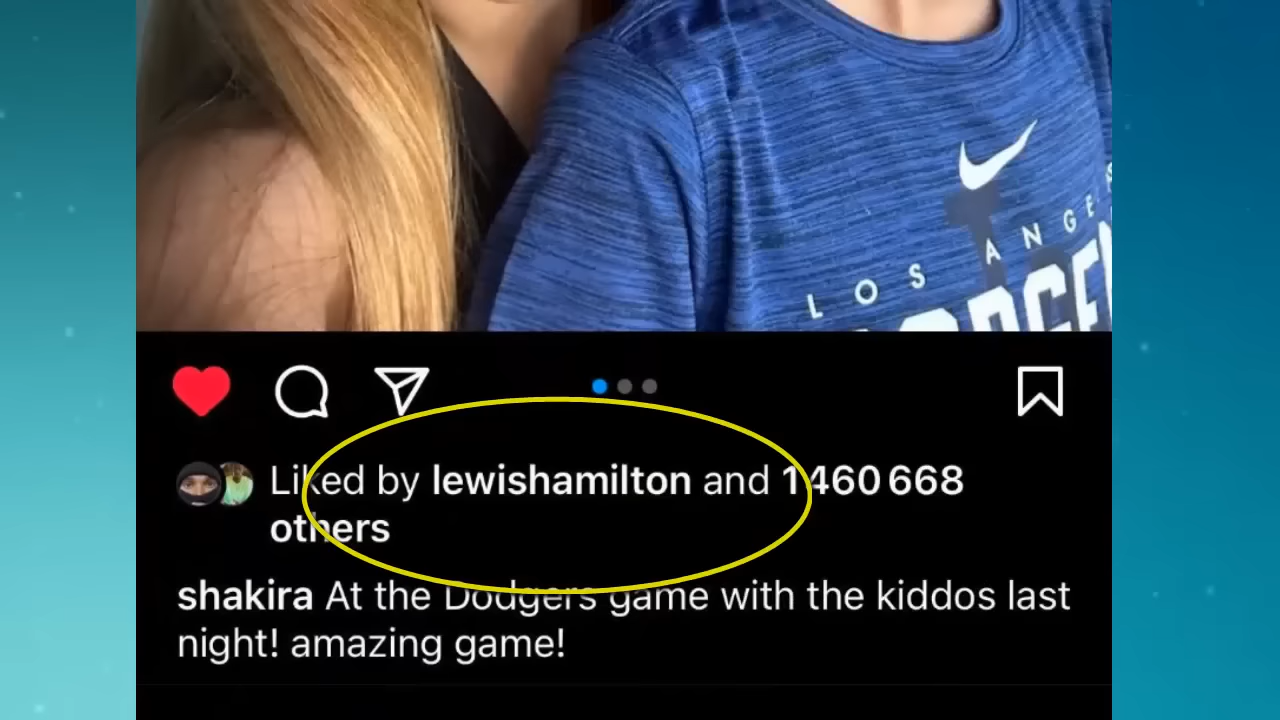 LOS ANGELES
Liked by lewishamilton and 1 460 668
others
shakira At the Dodgers game with the kiddos last
night! amazing game!